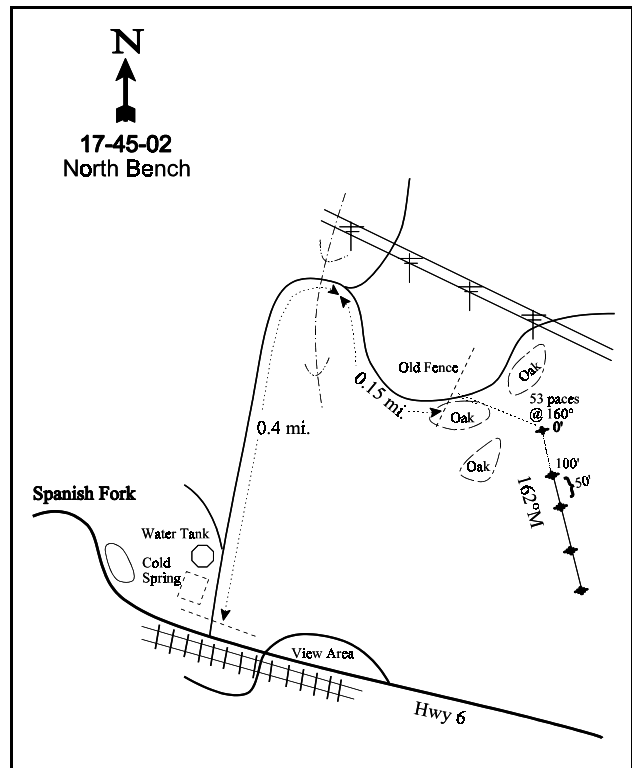 N
17-45-02
North Bench
Old Fence
Oak
53 paces
@ 160°
0'
0.15 mi.
Oak
0.4 mi.
Oak
100'
50'
162°M
Spanish Fork
Water Tank
Cold
Spring
View Area
Hwy 6